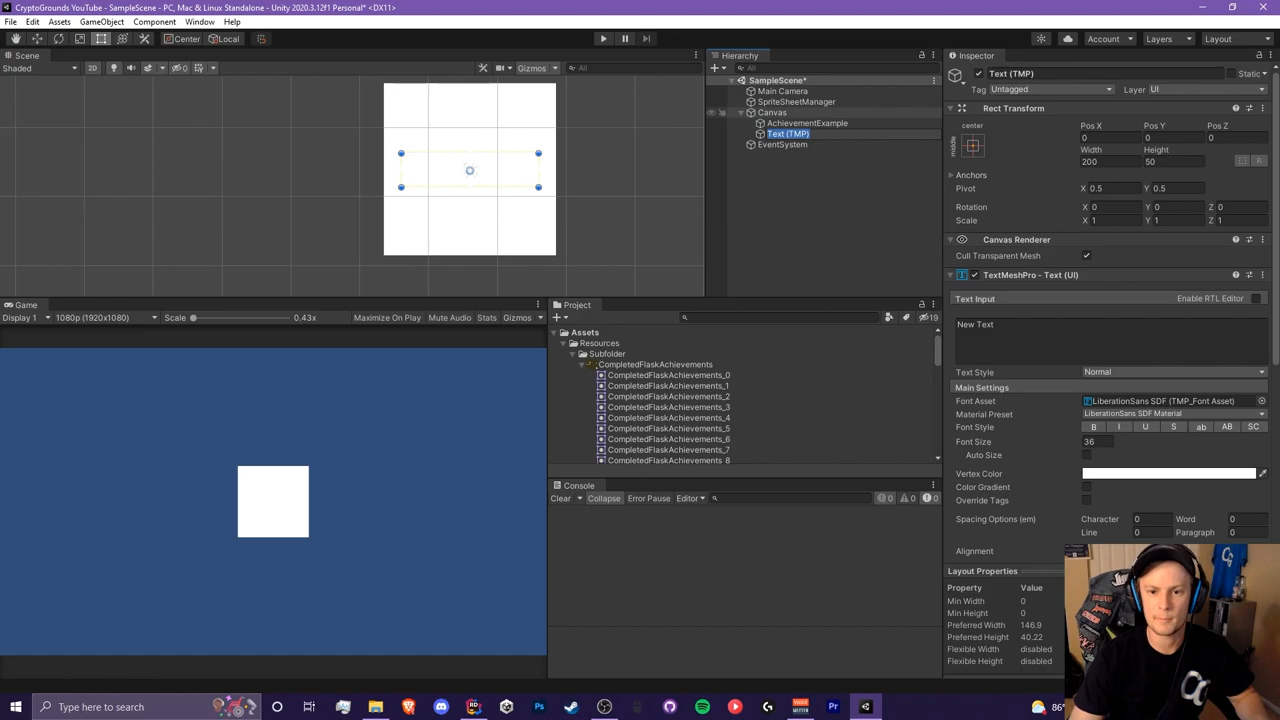 CryptoGrounds YouTube - SampleScene - PC, Mac & Linux Standalone - Unity 2020.3.12f1 Personal* <DX11>
File Edit Assets GameObject Component Window Help
Center Local Account Layers Layout
Scene
Shaded 2D 0 Gizmos All
Hierarchy
All
SampleScene*
Main Camera
SpriteSheetManager
Canvas
AchievementExample
Text (TMP)
EventSystem
Game
Display 1 1080p (1920x1080) Scale 0.43x Maximize On Play Mute Audio Stats Gizmos
Project
19
Assets
Resources
Subfolder
CompletedFlaskAchievements
CompletedFlaskAchievements_0
CompletedFlaskAchievements_1
CompletedFlaskAchievements_2
CompletedFlaskAchievements_3
CompletedFlaskAchievements_4
CompletedFlaskAchievements_5
CompletedFlaskAchievements_6
CompletedFlaskAchievements_7
CompletedFlaskAchievements_8
Console
Clear Collapse Error Pause Editor 0 0 0
Inspector
Text (TMP) Static
Tag Untagged Layer UI
Rect Transform
center Pos X Pos Y Pos Z
middle 0 0 0
Width Height
200 50 R
Anchors
Pivot X 0.5 Y 0.5
Rotation X 0 Y 0 Z 0
Scale X 1 Y 1 Z 1
Canvas Renderer
Cull Transparent Mesh
TextMeshPro - Text (UI)
Text Input Enable RTL Editor
New Text
Text Style Normal
Main Settings
Font Asset LiberationSans SDF (TMP_Font Asset)
Material Preset LiberationSans SDF Material
Font Style B I U S ab AB SC
Font Size 36
Auto Size
Vertex Color
Color Gradient
Override Tags
Spacing Options (em) Character 0 Word 0
Line 0 Paragraph 0
Alignment
Layout Properties
Property Value
Min Width 0
Min Height 0
Preferred Width 146.9
Preferred Height 40.22
Flexible Width disabled
Flexible Height disabled
Type here to search